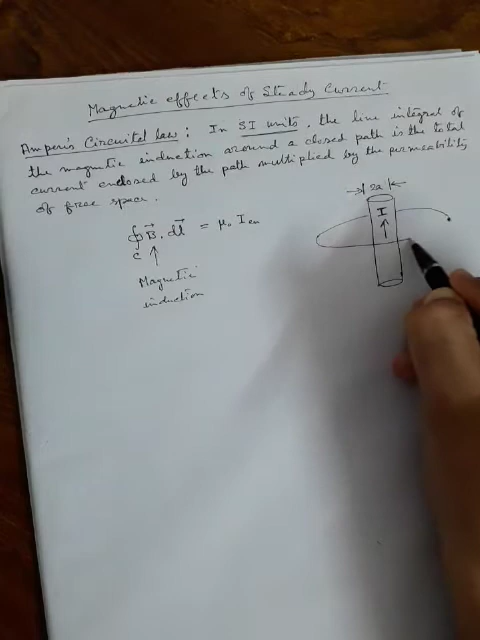 Magnetic effects of Steady Current
Amper's Circuital law : In SI units, the line integral of
the magnetic induction around a closed path is the total
current enclosed by the path multiplied by the permeability
of free space.
2a
I
∮ B⃗ . dl⃗ = μ₀ I en
C
Magnetic
induction